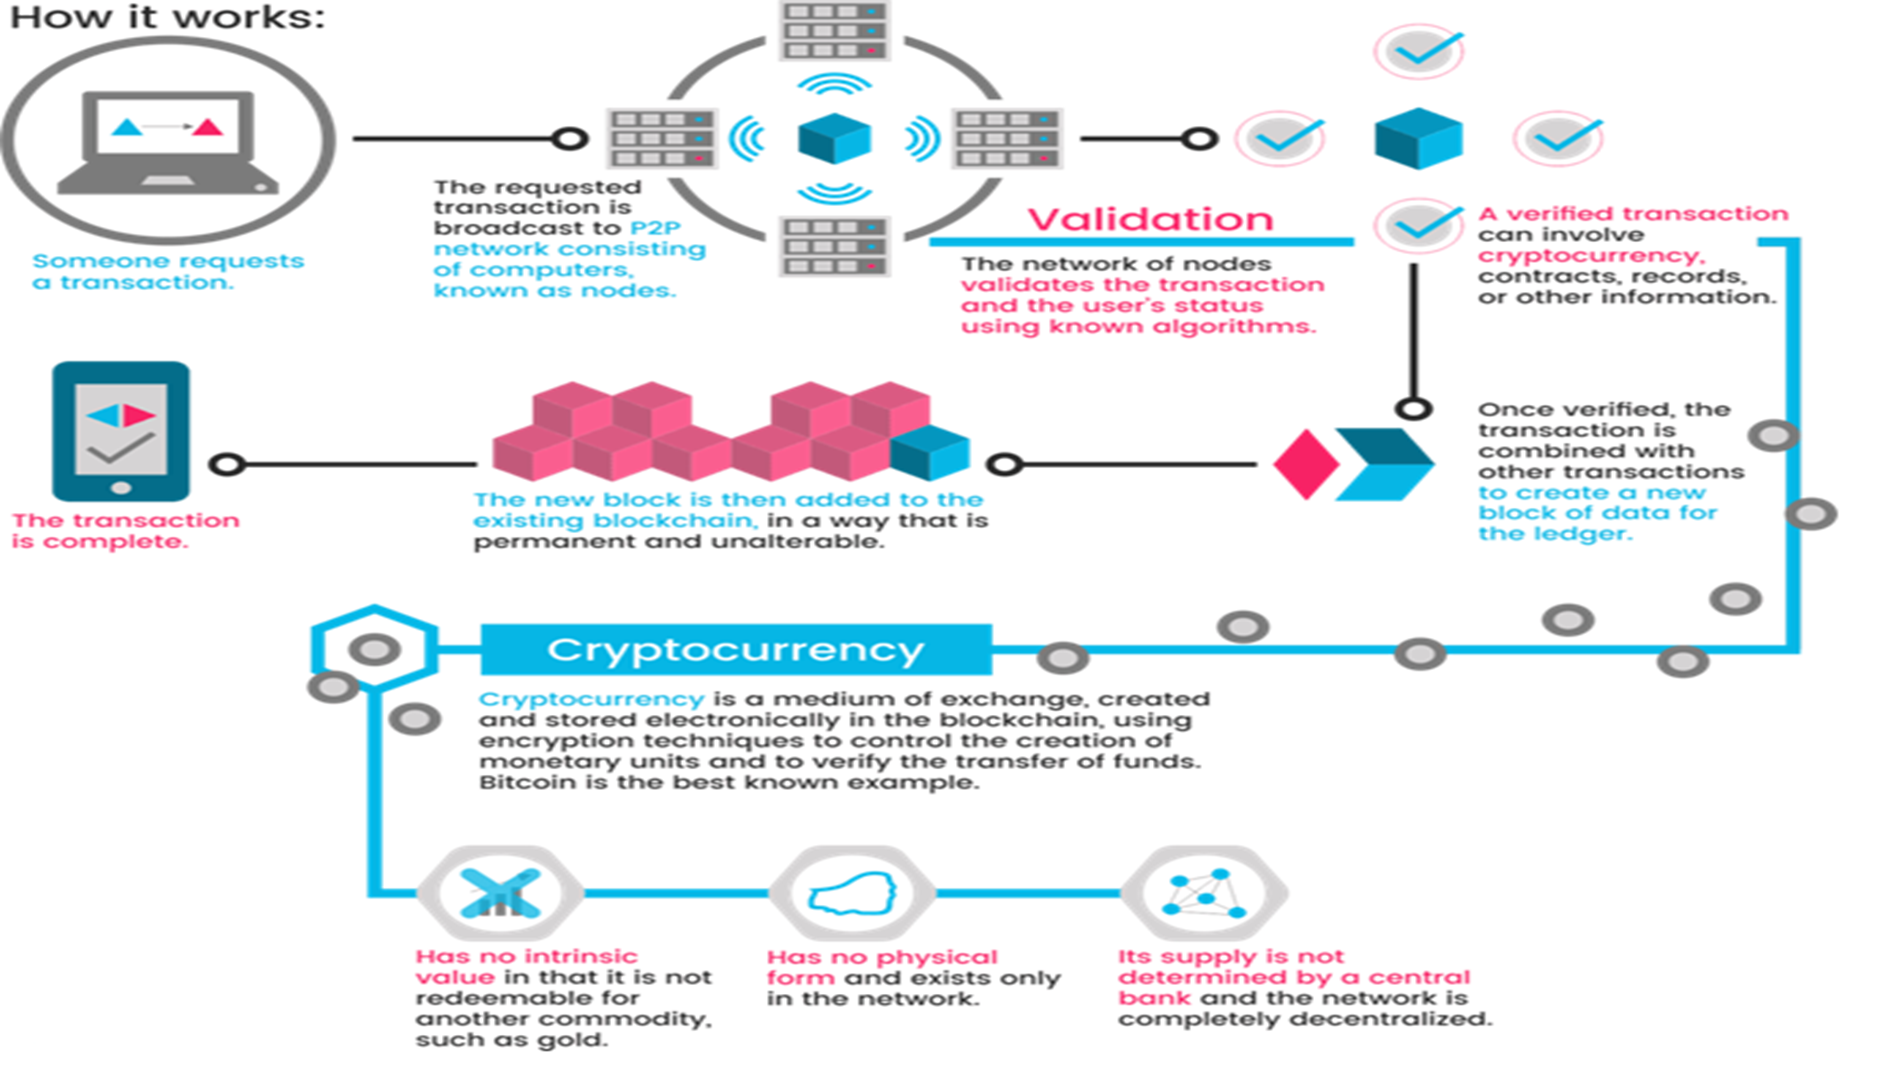 How it works:
Someone requests
a transaction.
The requested
transaction is
broadcast to P2P
network consisting
of computers,
known as nodes.
Validation
The network of nodes
validates the transaction
and the user's status
using known algorithms.
A verified transaction
can involve
cryptocurrency,
contracts, records,
or other information.
Once verified, the
transaction is
combined with
other transactions
to create a new
block of data for
the ledger.
The new block is then added to the
existing blockchain, in a way that is
permanent and unalterable.
The transaction
is complete.
Cryptocurrency
Cryptocurrency is a medium of exchange, created
and stored electronically in the blockchain, using
encryption techniques to control the creation of
monetary units and to verify the transfer of funds.
Bitcoin is the best known example.
Has no intrinsic
value in that it is not
redeemable for
another commodity,
such as gold.
Has no physical
form and exists only
in the network.
Its supply is not
determined by a central
bank and the network is
completely decentralized.